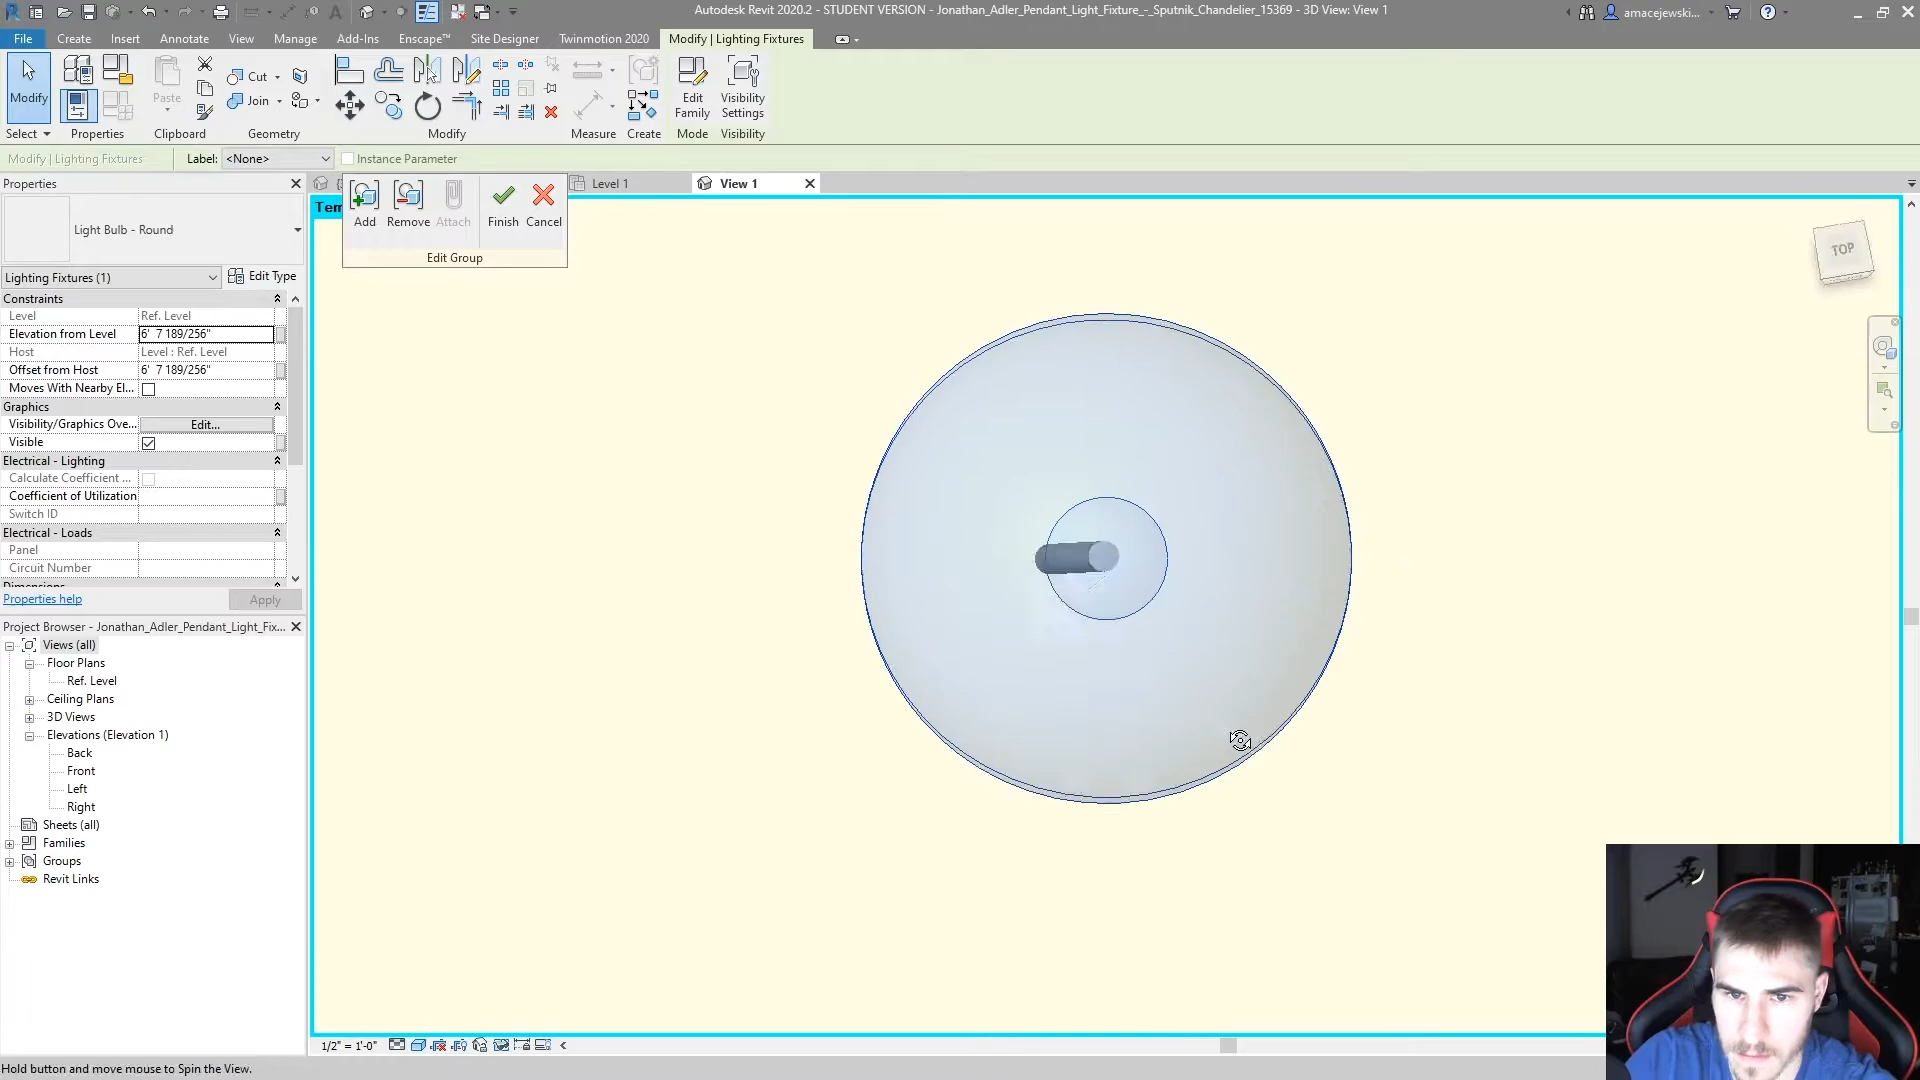 Autodesk Revit 2020.2 - STUDENT VERSION - Jonathan_Adler_Pendant_Light_Fixture_-_Sputnik_Chandelier_15369 - 3D View: View 1
amacejewski...
File Create Insert Annotate View Manage Add-Ins Enscape™ Site Designer Twinmotion 2020 Modify | Lighting Fixtures
Modify Paste Cut Join Edit Family Visibility Settings
Select Properties Clipboard Geometry Modify Measure Create Mode Visibility
Modify | Lighting Fixtures Label: <None> Instance Parameter
Properties
Level 1
View 1
Tem
Add Remove Attach Finish Cancel
Edit Group
TOP
Light Bulb - Round
Lighting Fixtures (1) Edit Type
Constraints
Level Ref. Level
Elevation from Level 6' 7 189/256"
Host Level : Ref. Level
Offset from Host 6' 7 189/256"
Moves With Nearby El...
Graphics
Visibility/Graphics Ove... Edit...
Visible
Electrical - Lighting
Calculate Coefficient ...
Coefficient of Utilization
Switch ID
Electrical - Loads
Panel
Circuit Number
Dimensions
Properties help Apply
Project Browser - Jonathan_Adler_Pendant_Light_Fix...
Views (all)
Floor Plans
Ref. Level
Ceiling Plans
3D Views
Elevations (Elevation 1)
Back
Front
Left
Right
Sheets (all)
Families
Groups
Revit Links
1/2" = 1'-0"
Hold button and move mouse to Spin the View.